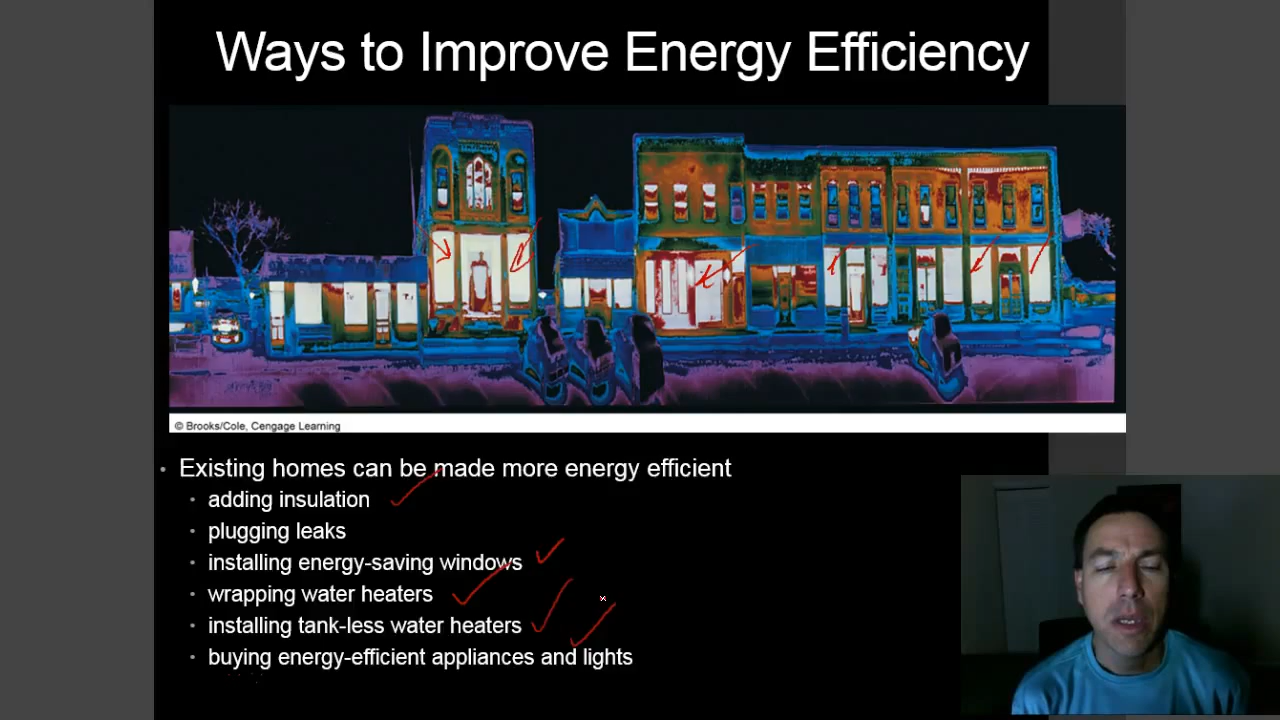 Ways to Improve Energy Efficiency
© Brooks/Cole, Cengage Learning
• Existing homes can be made more energy efficient
• adding insulation
• plugging leaks
• installing energy-saving windows
• wrapping water heaters
• installing tank-less water heaters
• buying energy-efficient appliances and lights